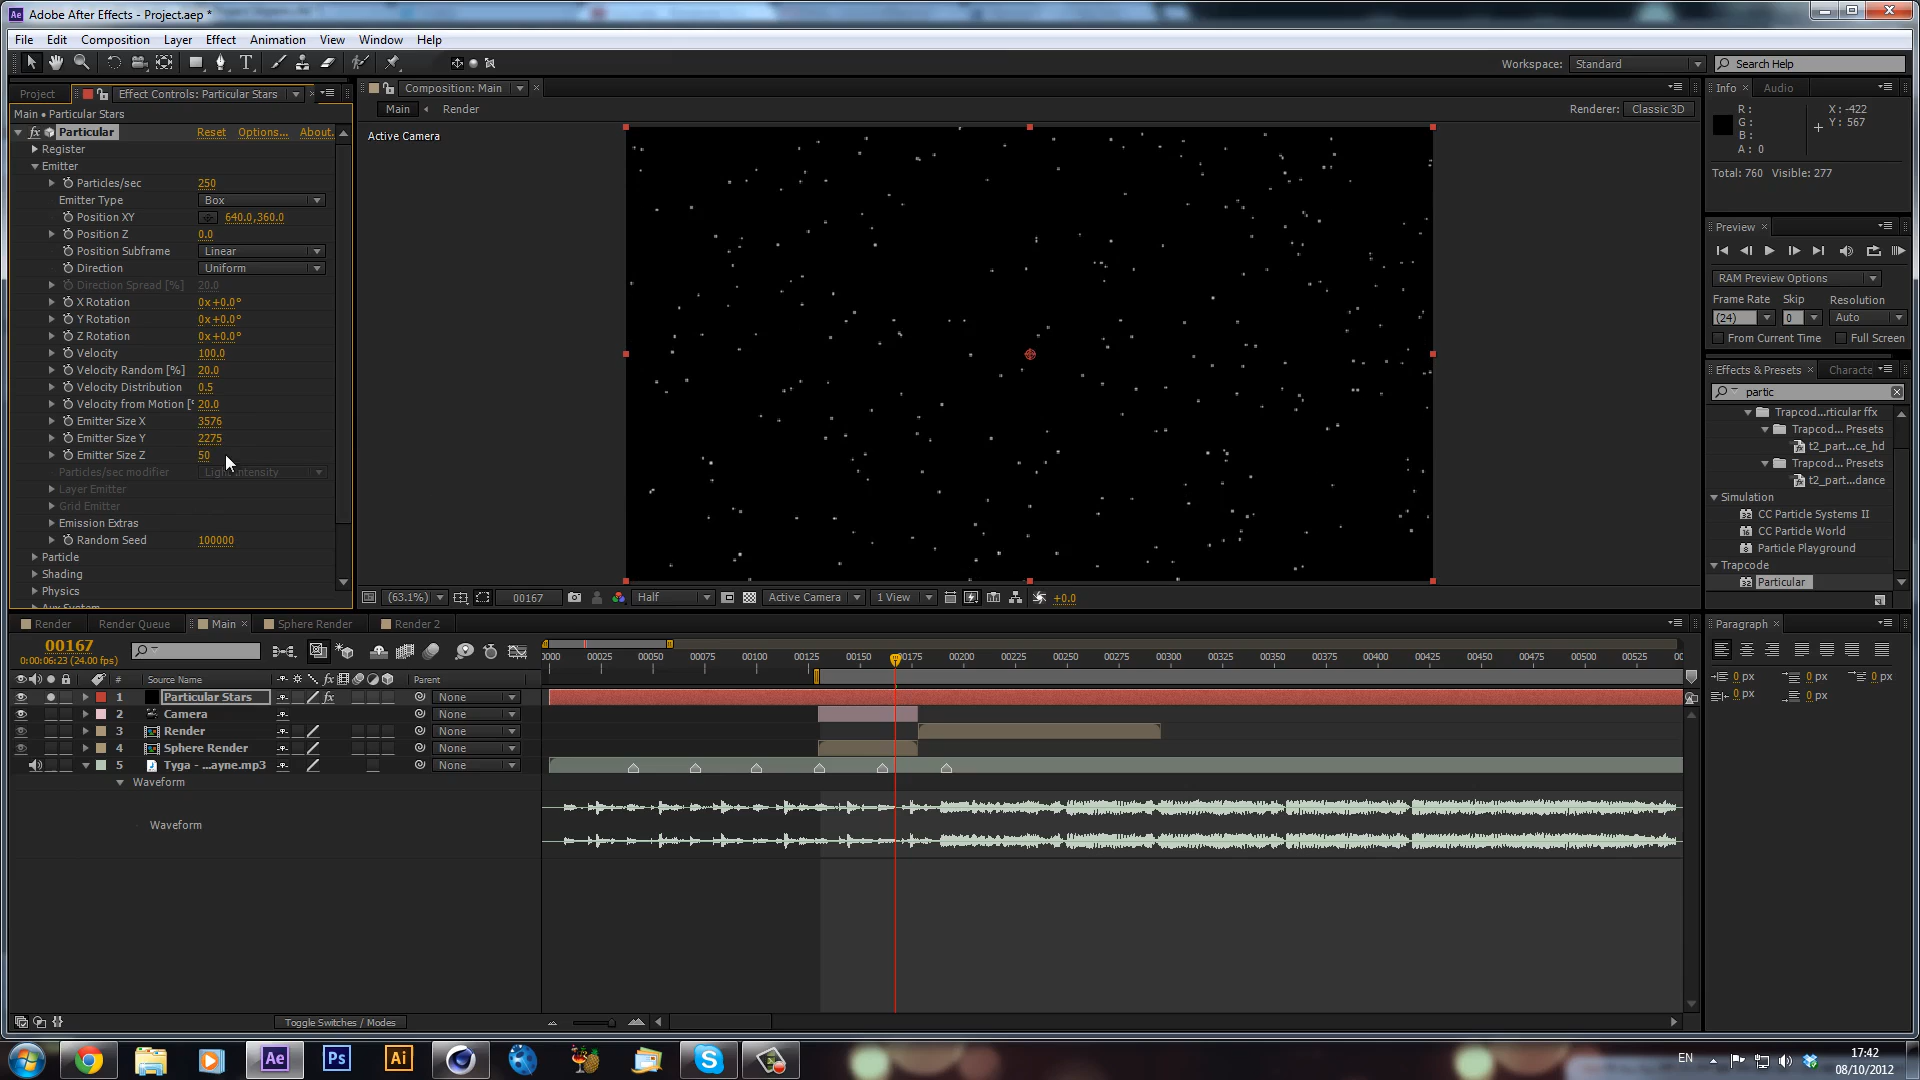 Adobe After Effects - Project.aep *
File Edit Composition Layer Effect Animation View Window Help
Workspace: Standard Search Help
Project Effect Controls: Particular Stars
Main • Particular Stars
Particular Reset Options... About.
Register
Emitter
Particles/sec 250
Emitter Type Box
Position XY 640.0,360.0
Position Z 0.0
Position Subframe Linear
Direction Uniform
Direction Spread [%] 20.0
X Rotation 0x+0.0°
Y Rotation 0x+0.0°
Z Rotation 0x+0.0°
Velocity 100.0
Velocity Random [%] 20.0
Velocity Distribution 0.5
Velocity from Motion [ 20.0
Emitter Size X 3576
Emitter Size Y 2275
Emitter Size Z 50
Particles/sec modifier Light Intensity
Layer Emitter
Grid Emitter
Emission Extras
Random Seed 100000
Particle
Shading
Physics
Aux System
Composition: Main
Main Render
Renderer: Classic 3D
Active Camera
(63.1%) 00167 Half Active Camera 1 View +0.0
Info Audio
R: X: -422
G: Y: 567
B:
A: 0
Total: 760 Visible: 277
Preview
RAM Preview Options
Frame Rate Skip Resolution
(24) 0 Auto
From Current Time Full Screen
Effects & Presets Characte
partic
Trapcod...rticular ffx
Trapcod... Presets
t2_part...ce_hd
Trapcod... Presets
t2_part...dance
Simulation
CC Particle Systems II
CC Particle World
Particle Playground
Trapcode
Particular
Paragraph
0 px 0 px 0 px
0 px 0 px
Render Render Queue Main Sphere Render Render 2
00167
0:00:06:23 (24.00 fps)
0000 00025 00050 00075 00100 00125 00150 00175 00200 00225 00250 00275 00300 00325 00350 00375 00400 00425 00450 00475 00500 00525 00
# Source Name Parent
1 Particular Stars None
2 Camera None
3 Render None
4 Sphere Render None
5 Tyga - ...ayne.mp3 None
Waveform
Waveform
Toggle Switches / Modes
Ae Ps Ai
EN 17:42
08/10/2012